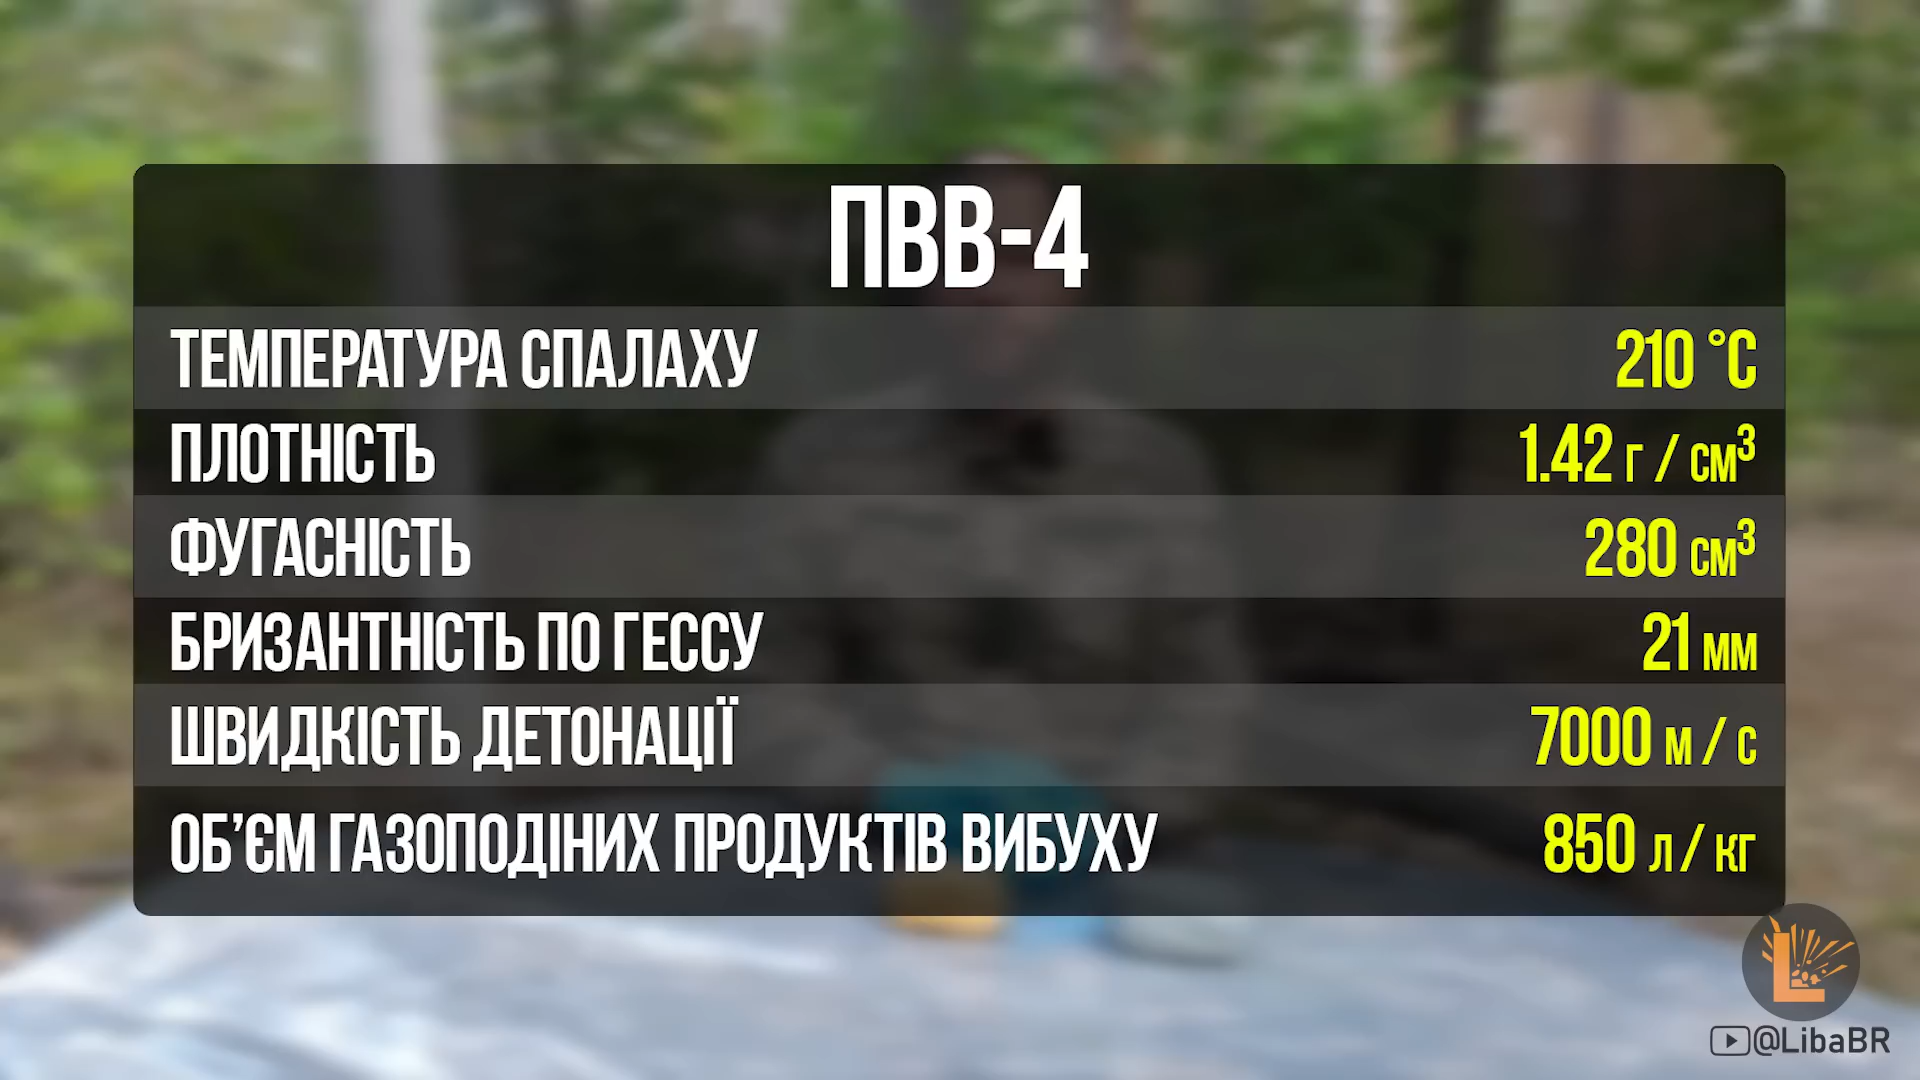 ПВВ-4
ТЕМПЕРАТУРА СПАЛАХУ 210 °С
ПЛОТНІСТЬ 1.42 г / см³
ФУГАСНІСТЬ 280 см³
БРИЗАНТНІСТЬ ПО ГЕССУ 21 мм
ШВИДКІСТЬ ДЕТОНАЦІЇ 7000 м / с
ОБ’ЄМ ГАЗОПОДІНИХ ПРОДУКТІВ ВИБУХУ 850 л / кг
@LibaBR